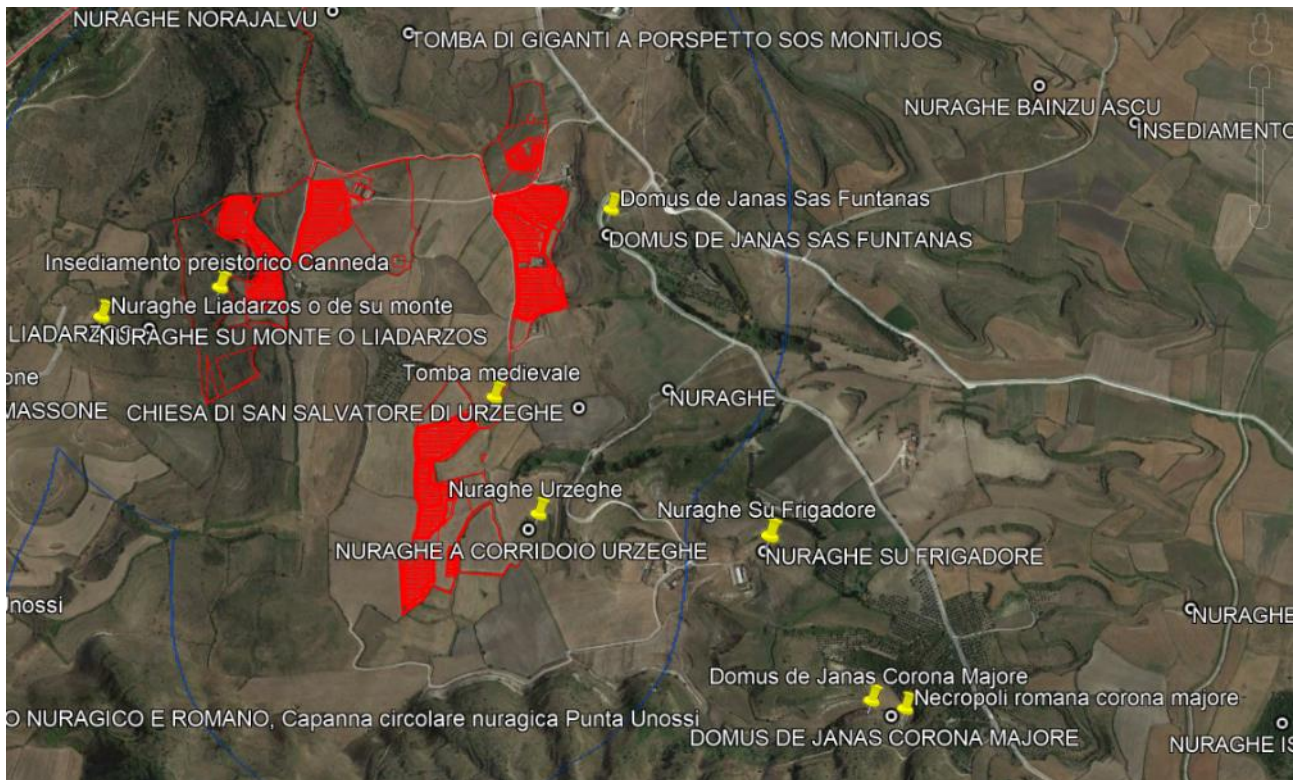 NURAGHE NORAJALVU
TOMBA DI GIGANTI A PORSPETTO SOS MONTIJOS
NURAGHE BAINZU ASCU
INSEDIAMENTO
Domus de Janas Sas Funtanas
DOMUS DE JANAS SAS FUNTANAS
Insediamento preistorico Canneda
Nuraghe Liadarzos o de su monte
LIADARZOS
NURAGHE SU MONTE O LIADARZOS
one
Tomba medievale
NURAGHE
MASSONE
CHIESA DI SAN SALVATORE DI URZEGHE
Nuraghe Urzeghe
Nuraghe Su Frigadore
NURAGHE A CORRIDOIO URZEGHE
NURAGHE SU FRIGADORE
Unossi
NURAGHE
Domus de Janas Corona Majore
Necropoli romana corona majore
O NURAGICO E ROMANO, Capanna circolare nuragica Punta Unossi
DOMUS DE JANAS CORONA MAJORE
NURAGHE IS